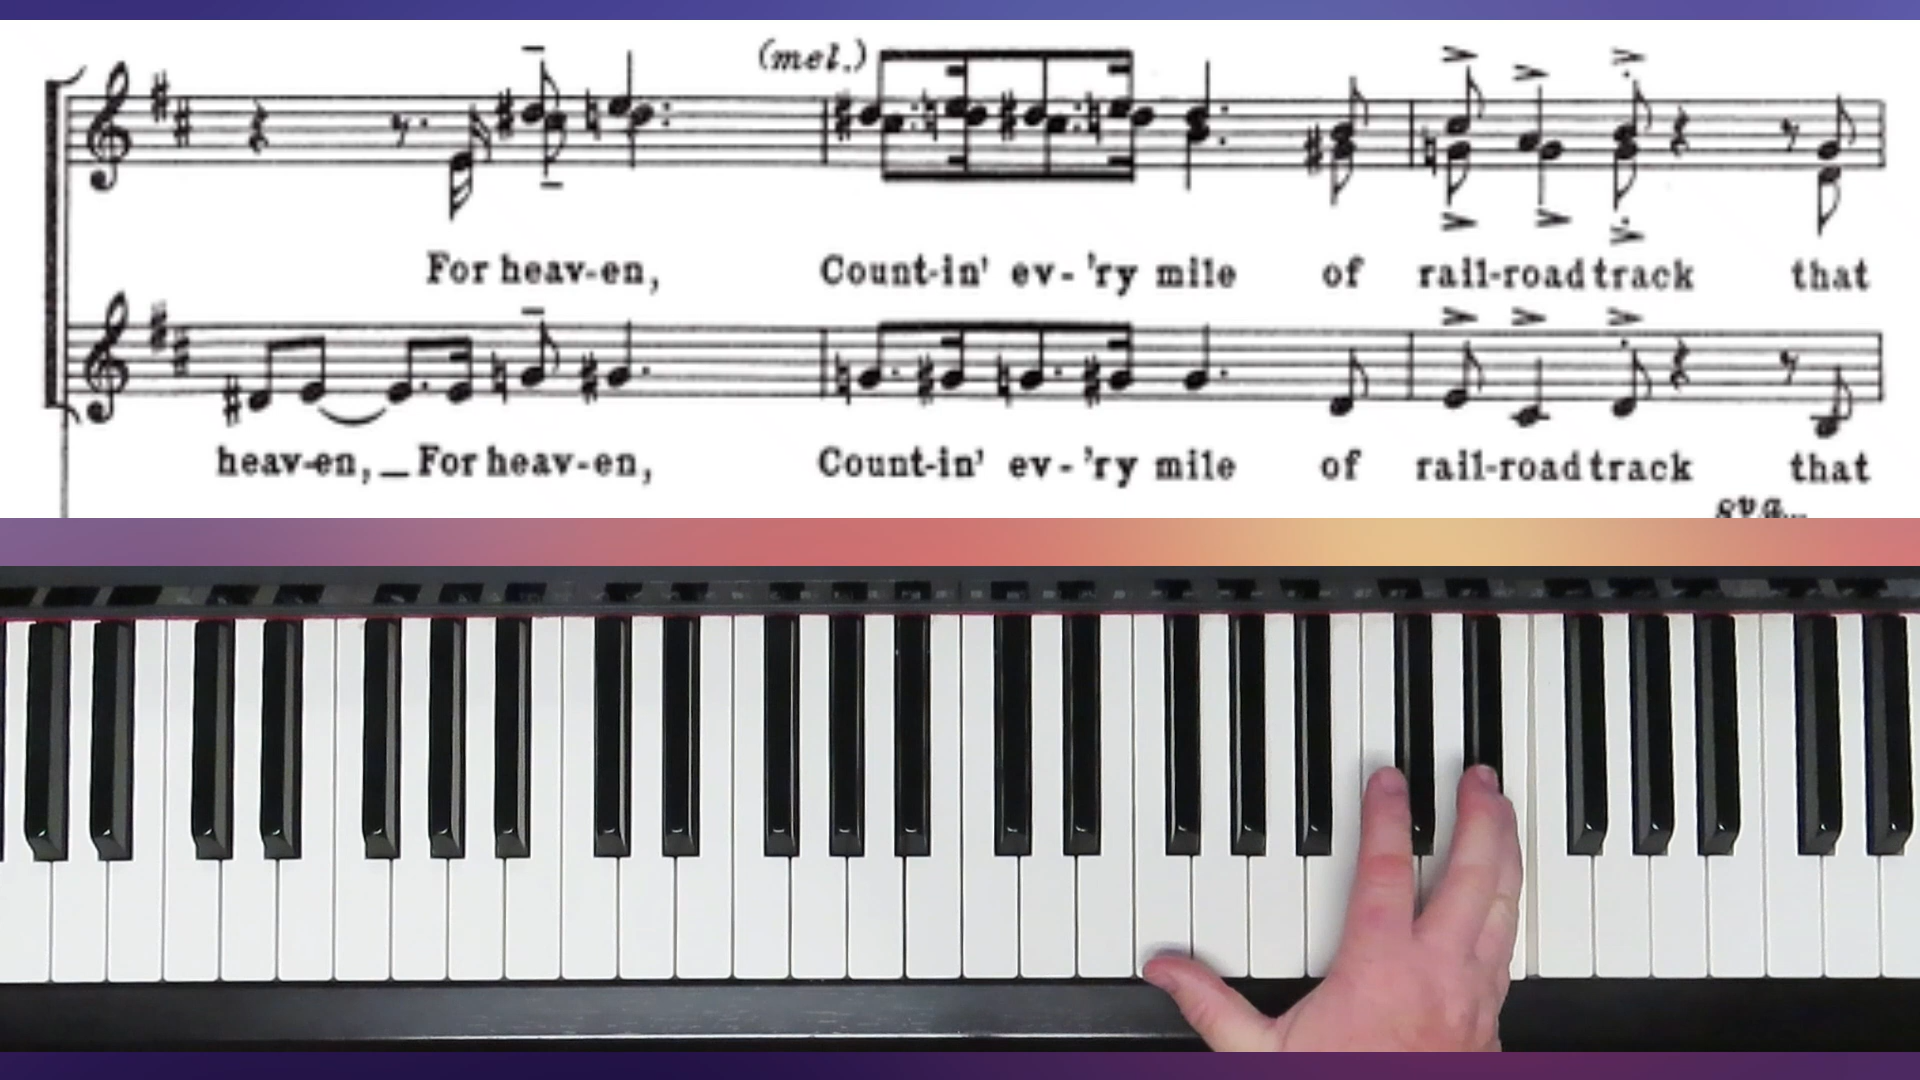 (mel.)
For heav-en, Count-in' ev-'ry mile of rail-road track that
heav-en, _ For heav-en, Count-in' ev-'ry mile of rail-road track that
8va...